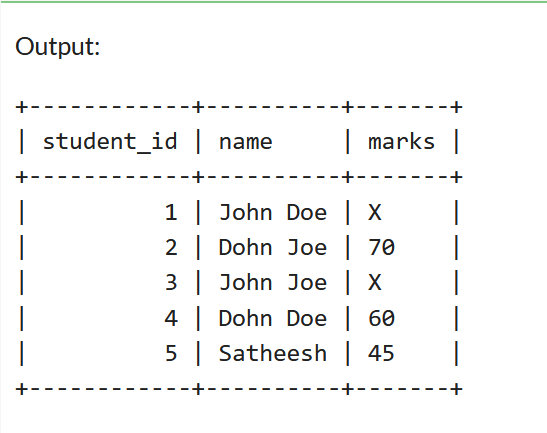 Output:
+------------+----------+-------+
| student_id | name     | marks |
+------------+----------+-------+
|          1 | John Doe | X     |
|          2 | Dohn Joe | 70    |
|          3 | John Joe | X     |
|          4 | Dohn Doe | 60    |
|          5 | Satheesh | 45    |
+------------+----------+-------+